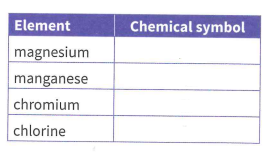 Element Chemical symbol
magnesium
manganese
chromium
chlorine